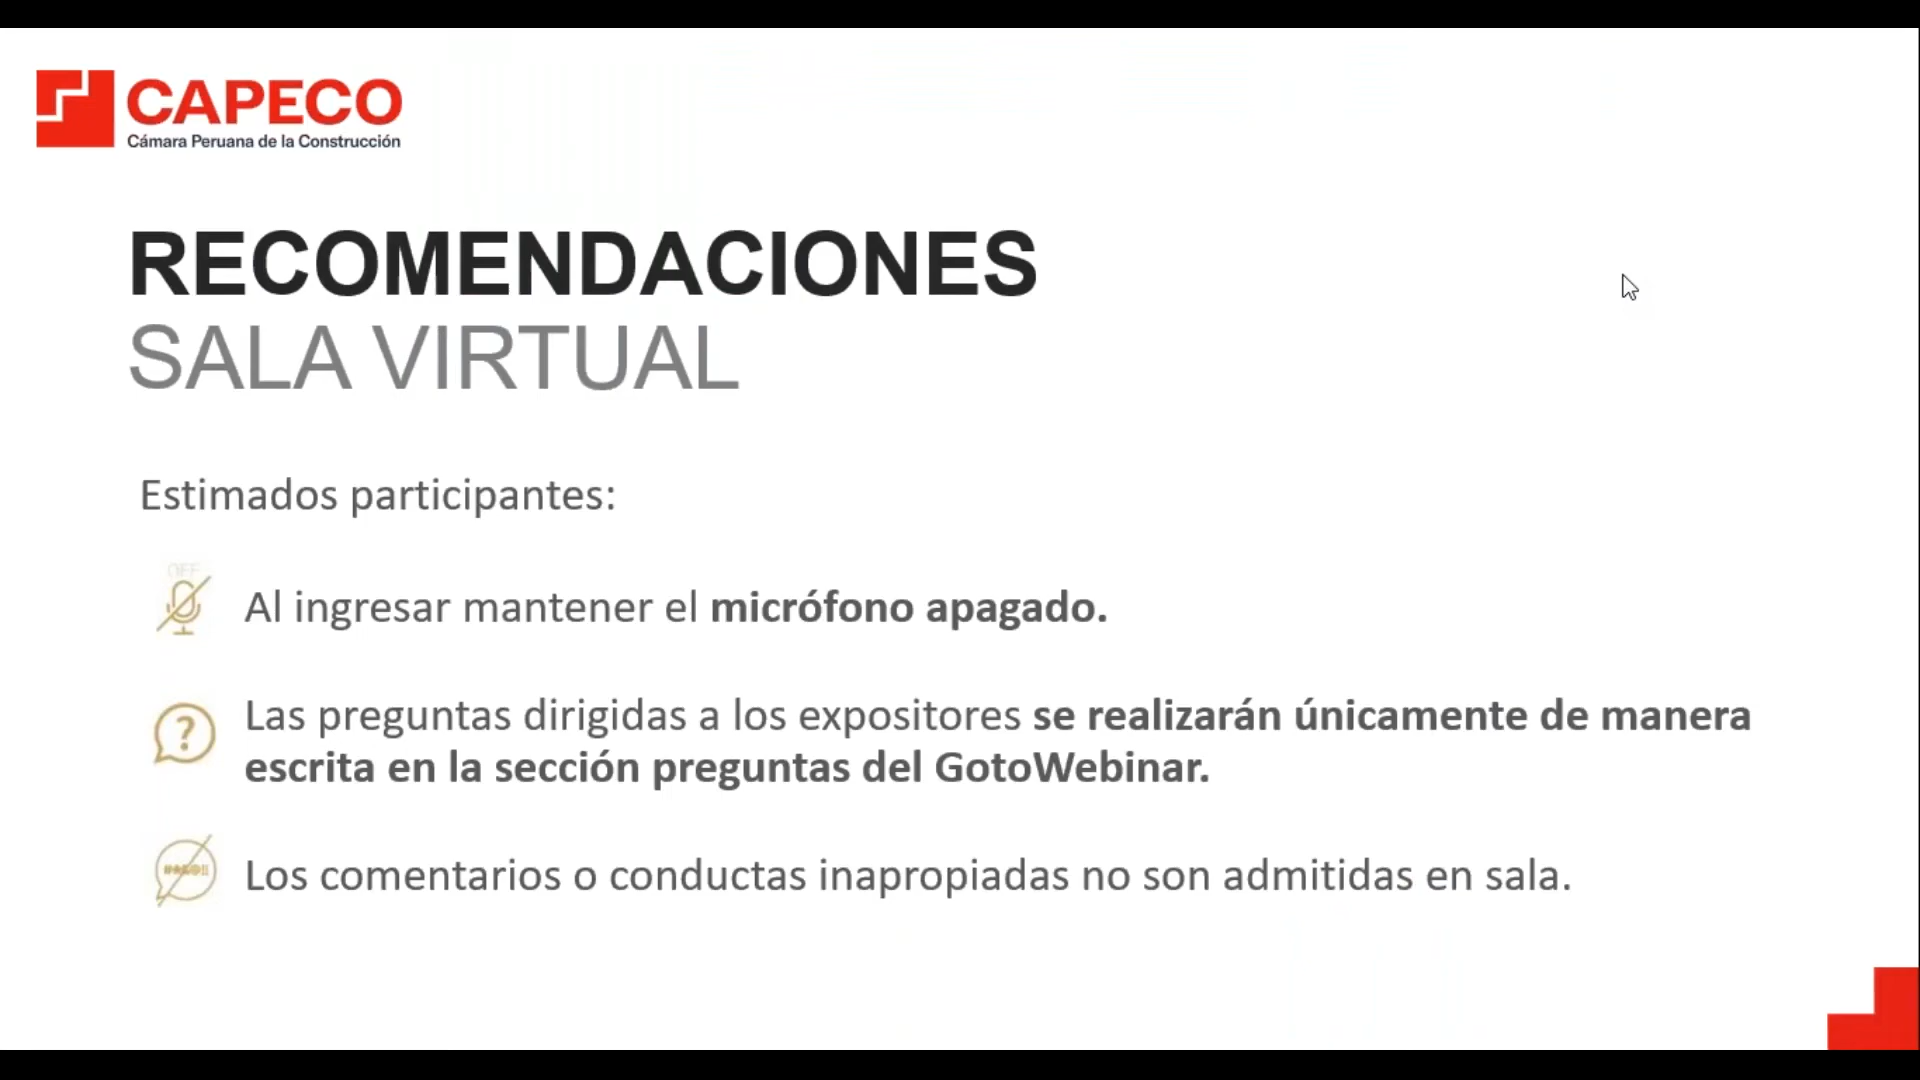 CAPECO
Cámara Peruana de la Construcción
RECOMENDACIONES
SALA VIRTUAL
Estimados participantes:
OFF
Al ingresar mantener el micrófono apagado.
?
Las preguntas dirigidas a los expositores se realizarán únicamente de manera
escrita en la sección preguntas del GotoWebinar.
Los comentarios o conductas inapropiadas no son admitidas en sala.